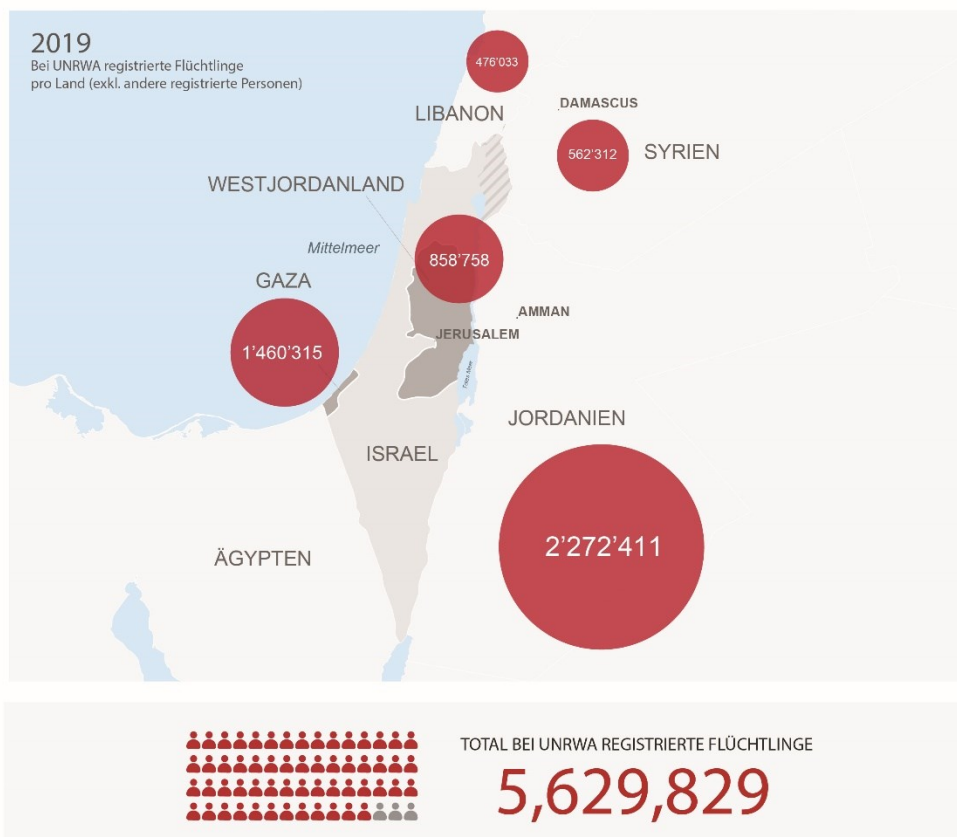 2019
Bei UNRWA registrierte Flüchtlinge
pro Land (exkl. andere registrierte Personen)
476'033
LIBANON
DAMASCUS
562'312
SYRIEN
WESTJORDANLAND
Mittelmeer
858'758
GAZA
1'460'315
AMMAN
JERUSALEM
Totes Meer
JORDANIEN
ISRAEL
2'272'411
ÄGYPTEN
TOTAL BEI UNRWA REGISTRIERTE FLÜCHTLINGE
5,629,829